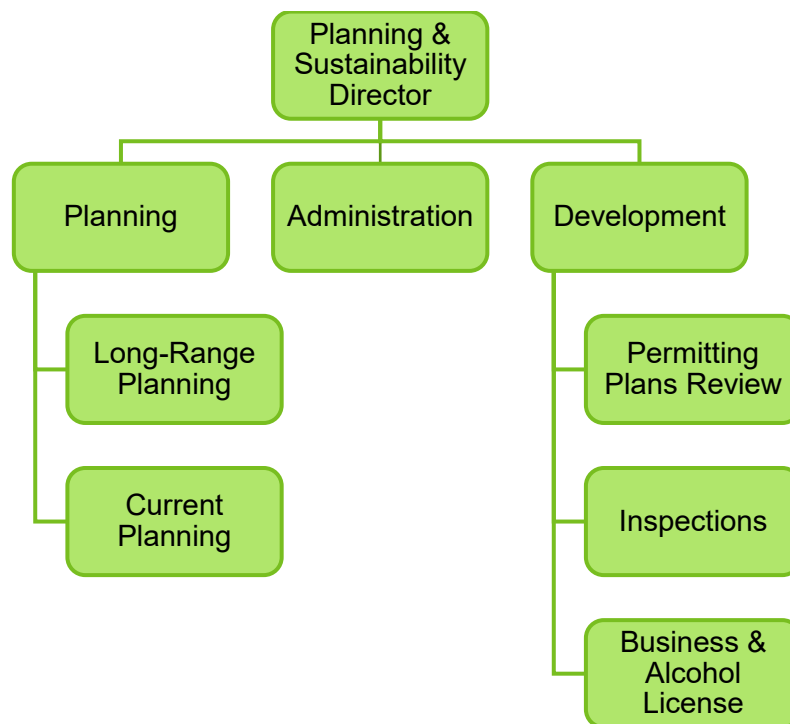 Planning &
Sustainability
Director
Planning
Administration
Development
Long-Range
Planning
Permitting
Plans Review
Current
Planning
Inspections
Business &
Alcohol
License